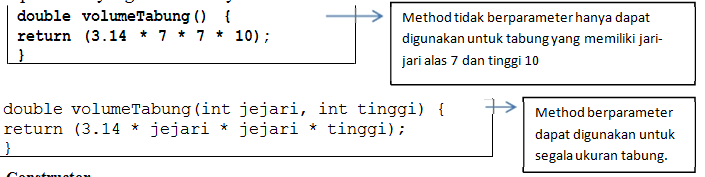 double volumeTabung() {
return (3.14 * 7 * 7 * 10);
}
Method tidak berparameter hanya dapat
digunakan untuk tabung yang memiliki jari-
jari alas 7 dan tinggi 10
double volumeTabung(int jejari, int tinggi) {
return (3.14 * jejari * jejari * tinggi);
}
Method berparameter
dapat digunakan untuk
segala ukuran tabung.
Constructor